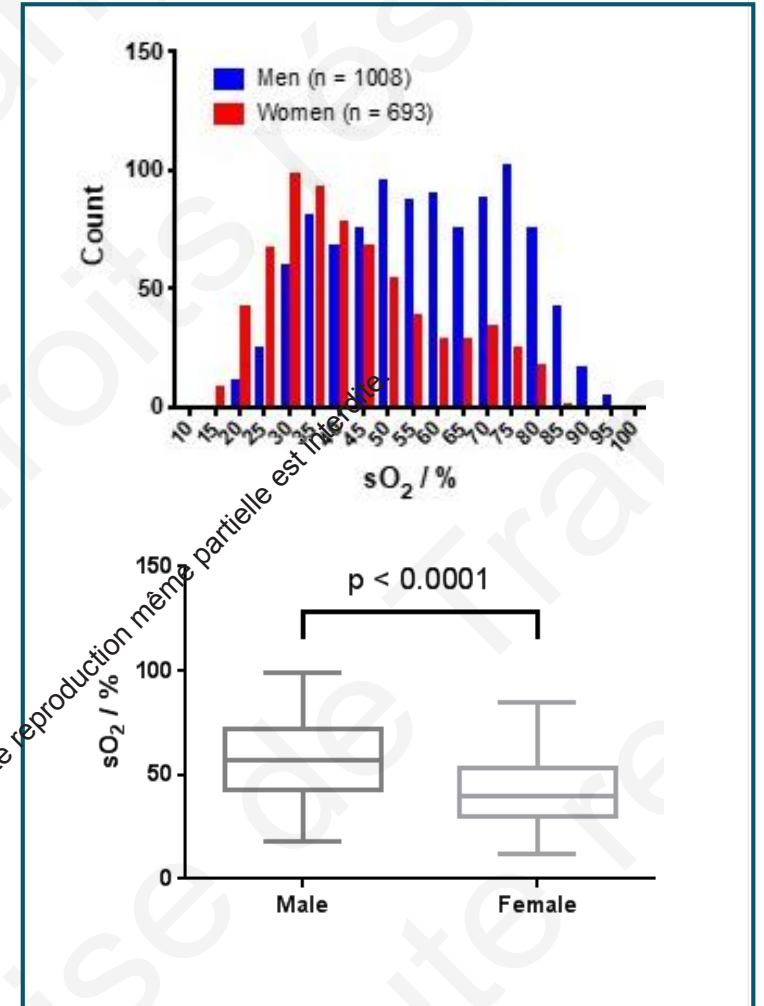 150
Men (n = 1008)
Women (n = 693)
100
Count
50
0
10 15 20 25 30 35 40 45 50 55 60 65 70 75 80 85 90 95 100
sO2 / %
reproduction même partielle est interdite.
150
p < 0.0001
100
sO2 / %
50
0
Male Female